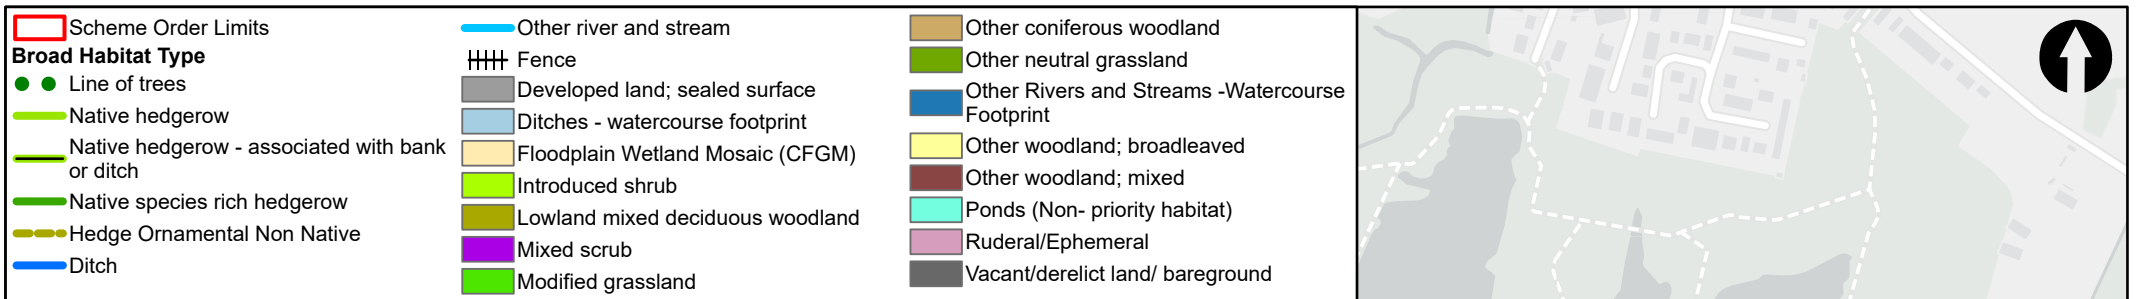 Scheme Order Limits
Broad Habitat Type
Line of trees
Native hedgerow
Native hedgerow - associated with bank
or ditch
Native species rich hedgerow
Hedge Ornamental Non Native
Ditch
Other river and stream
Fence
Developed land; sealed surface
Ditches - watercourse footprint
Floodplain Wetland Mosaic (CFGM)
Introduced shrub
Lowland mixed deciduous woodland
Mixed scrub
Modified grassland
Other coniferous woodland
Other neutral grassland
Other Rivers and Streams -Watercourse
Footprint
Other woodland; broadleaved
Other woodland; mixed
Ponds (Non- priority habitat)
Ruderal/Ephemeral
Vacant/derelict land/ bareground